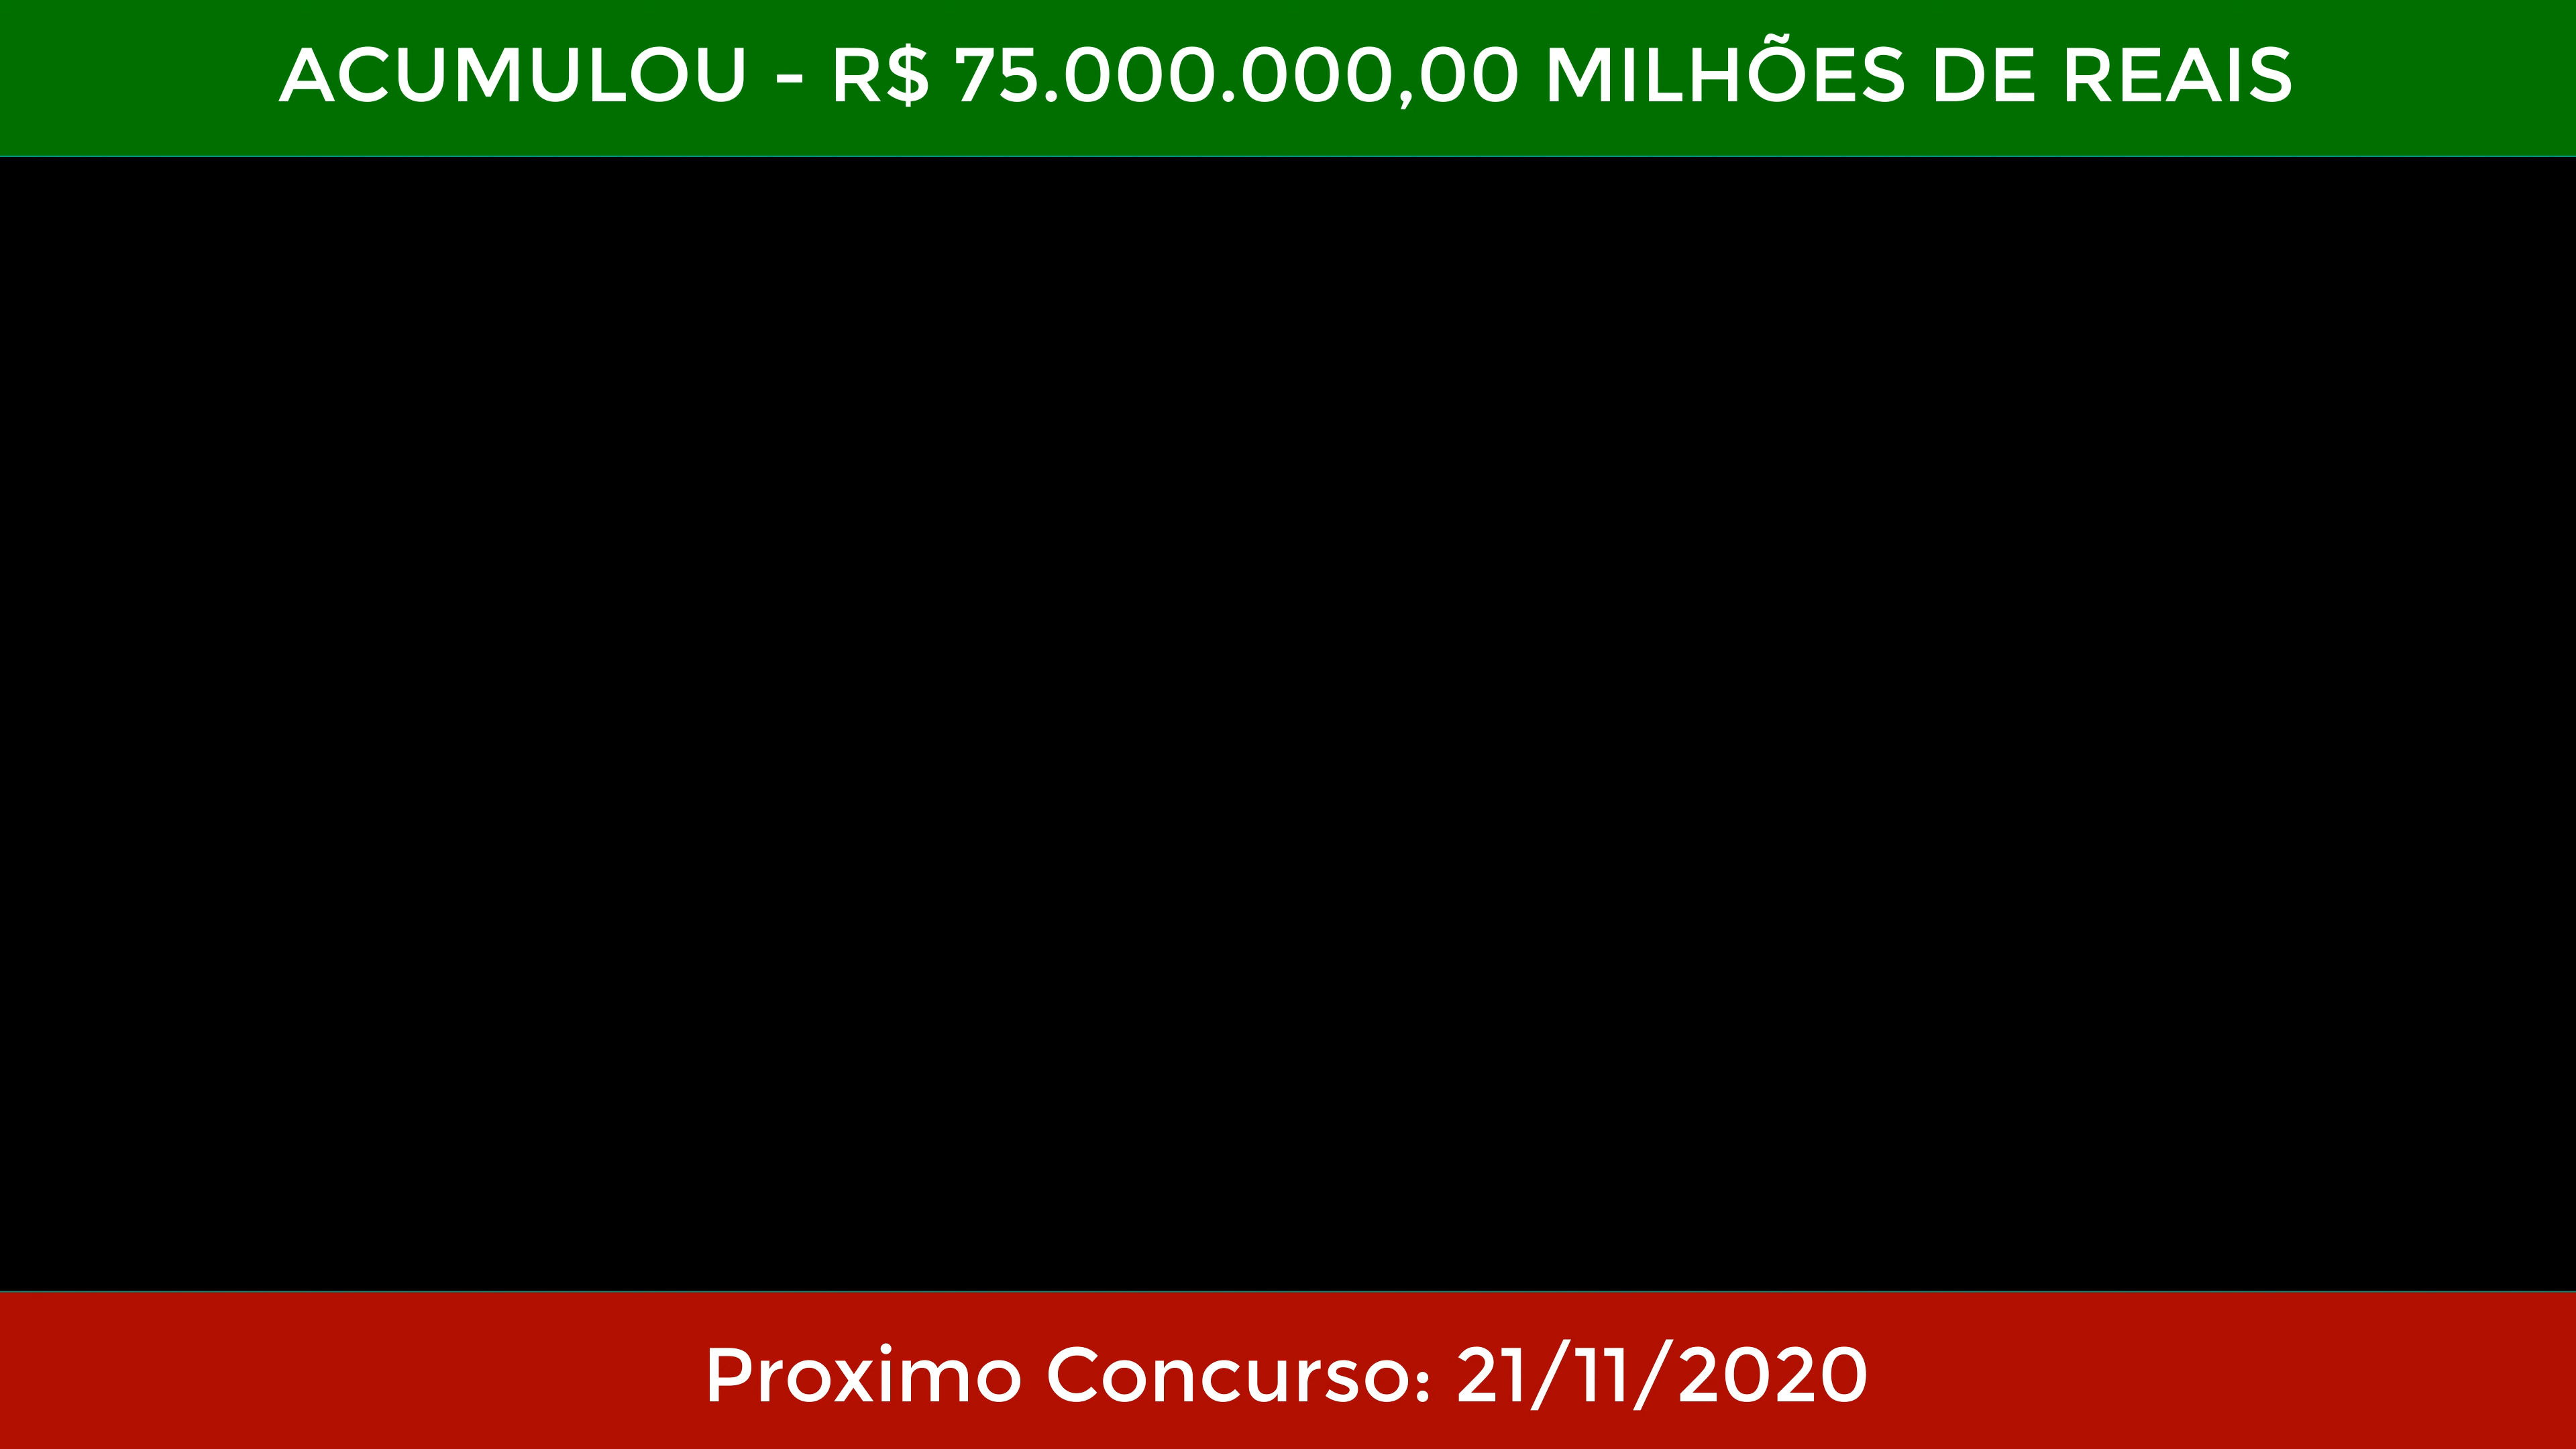 ACUMULOU - R$ 75.000.000,00 MILHÕES DE REAIS
Proximo Concurso: 21/11/2020